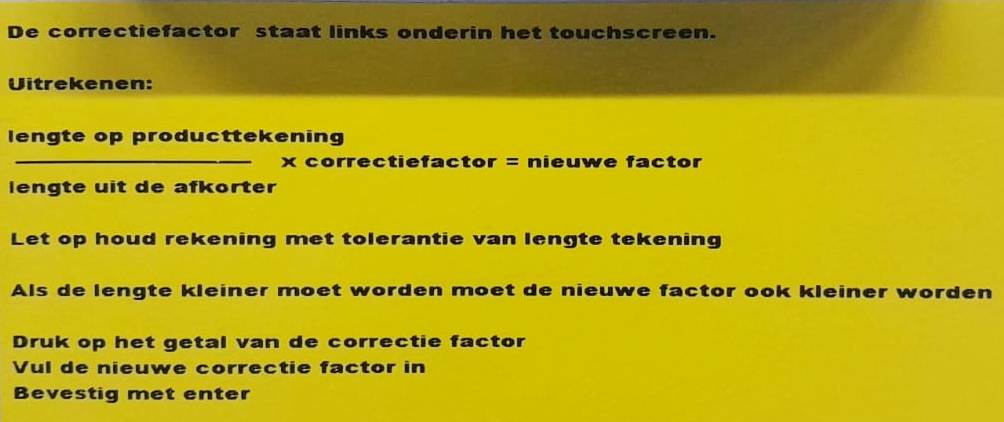 De correctiefactor staat links onderin het touchscreen.
Uitrekenen:
lengte op producttekening
x correctiefactor = nieuwe factor
lengte uit de afkorter
Let op houd rekening met tolerantie van lengte tekening
Als de lengte kleiner moet worden moet de nieuwe factor ook kleiner worden
Druk op het getal van de correctie factor
Vul de nieuwe correctie factor in
Bevestig met enter